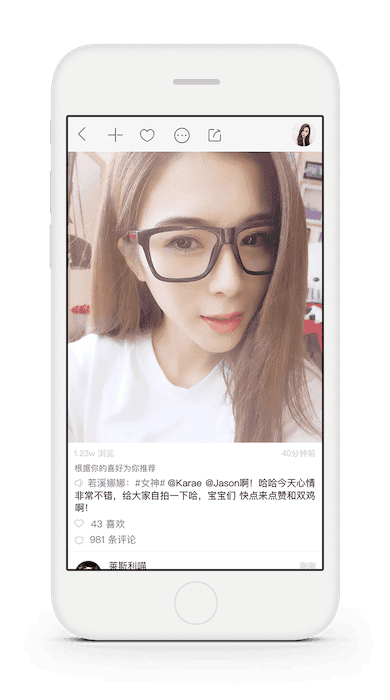 1.23w 浏览
40分钟前
根据你的喜好为你推荐
若溪娜娜: #女神# @Karae @Jason啊！哈哈今天心情
非常不错，给大家自拍一下哈，宝宝们 快点来点赞和双鸡
啊！
43 喜欢
981 条评论
莱斯利喵